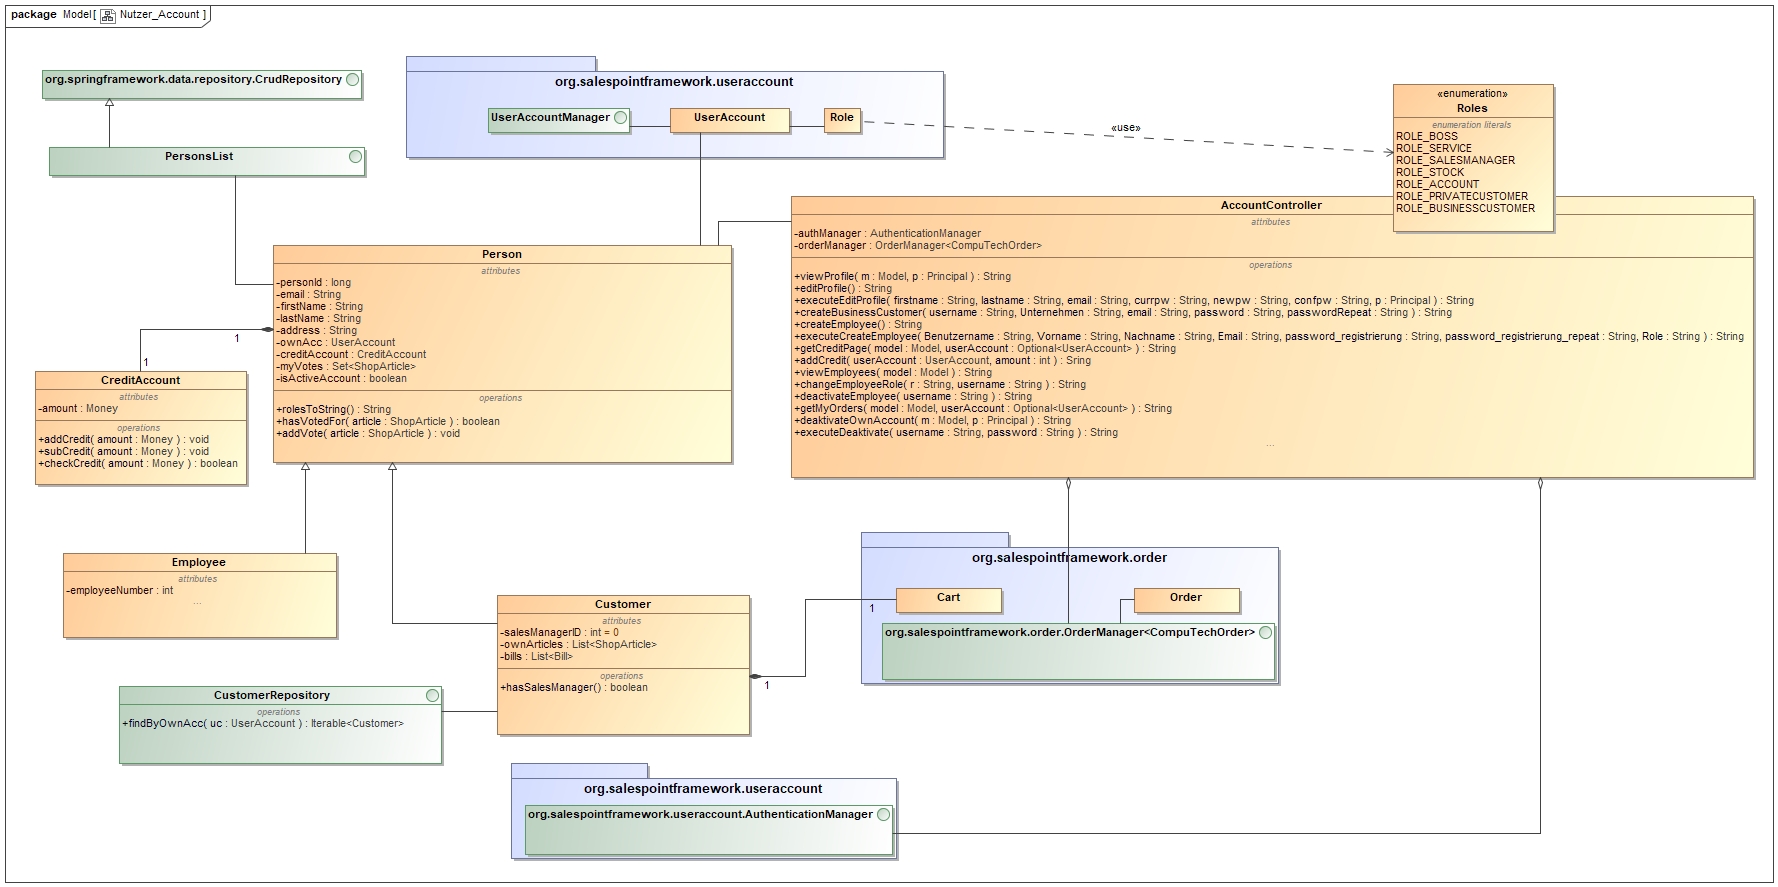 package Model[ Nutzer_Account ]
org.springframework.data.repository.CrudRepository
PersonsList
org.salespointframework.useraccount
UserAccountManager
UserAccount
Role
«use»
«enumeration»
Roles
enumeration literals
ROLE_BOSS
ROLE_SERVICE
ROLE_SALESMANAGER
ROLE_STOCK
ROLE_ACCOUNT
ROLE_PRIVATECUSTOMER
ROLE_BUSINESSCUSTOMER
AccountController
attributes
-authManager : AuthenticationManager
-orderManager : OrderManager<CompuTechOrder>
operations
+viewProfile( m : Model, p : Principal ) : String
+editProfile() : String
+executeEditProfile( firstname : String, lastname : String, email : String, currpw : String, newpw : String, confpw : String, p : Principal ) : String
+createBusinessCustomer( username : String, Unternehmen : String, email : String, password : String, passwordRepeat : String ) : String
+createEmployee() : String
+executeCreateEmployee( Benutzername : String, Vorname : String, Nachname : String, Email : String, password_registrierung : String, password_registrierung_repeat : String, Role : String ) : String
+getCreditPage( model : Model, userAccount : Optional<UserAccount> ) : String
+addCredit( userAccount : UserAccount, amount : int ) : Sring
+viewEmployees( model : Model ) : String
+changeEmployeeRole( r : String, username : String ) : String
+deactivateEmployee( username : String ) : String
+getMyOrders( model : Model, userAccount : Optional<UserAccount> ) : String
+deaktivateOwnAccount( m : Model, p : Principal ) : String
+executeDeaktivate( username : String, password : String ) : String
...
Person
attributes
-personId : long
-email : String
-firstName : String
-lastName : String
-address : String
-ownAcc : UserAccount
-creditAccount : CreditAccount
-myVotes : Set<ShopArticle>
-isActiveAccount : boolean
operations
+rolesToString() : String
+hasVotedFor( article : ShopArticle ) : boolean
+addVote( article : ShopArticle ) : void
1
1
CreditAccount
attributes
-amount : Money
operations
+addCredit( amount : Money ) : void
+subCredit( amount : Money ) : void
+checkCredit( amount : Money ) : boolean
Employee
attributes
-employeeNumber : int
...
Customer
attributes
-salesManagerID : int = 0
-ownArticles : List<ShopArticle>
-bills : List<Bill>
operations
+hasSalesManager() : boolean
1
1
org.salespointframework.order
Cart
Order
org.salespointframework.order.OrderManager<CompuTechOrder>
CustomerRepository
operations
+findByOwnAcc( uc : UserAccount ) : Iterable<Customer>
org.salespointframework.useraccount
org.salespointframework.useraccount.AuthenticationManager